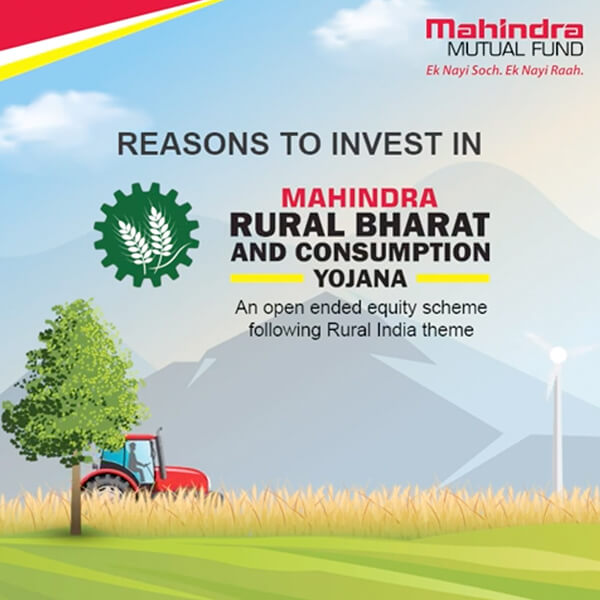 Mahindra
MUTUAL FUND
Ek Nayi Soch. Ek Nayi Raah.
REASONS TO INVEST IN
MAHINDRA
RURAL BHARAT
AND CONSUMPTION
YOJANA
An open ended equity scheme
following Rural India theme